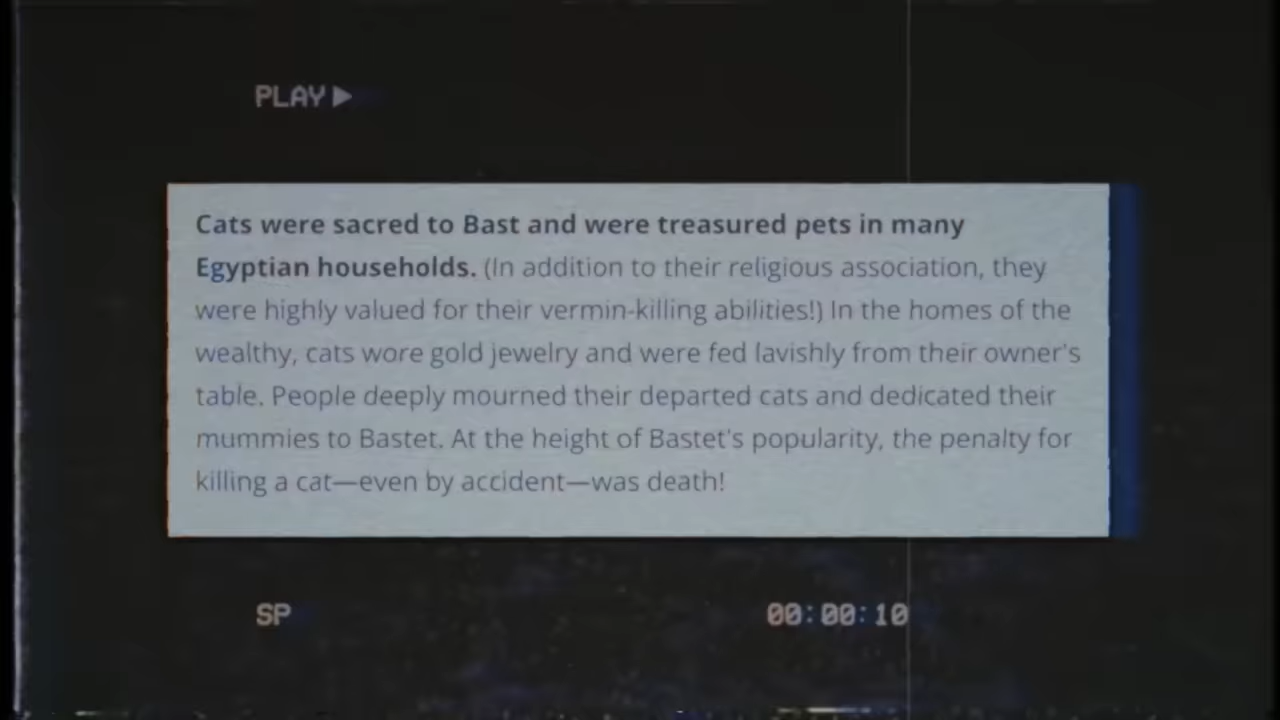 PLAY ▶
Cats were sacred to Bast and were treasured pets in many
Egyptian households. (In addition to their religious association, they
were highly valued for their vermin-killing abilities!) In the homes of the
wealthy, cats wore gold jewelry and were fed lavishly from their owner's
table. People deeply mourned their departed cats and dedicated their
mummies to Bastet. At the height of Bastet's popularity, the penalty for
killing a cat—even by accident—was death!
SP
00:00:10